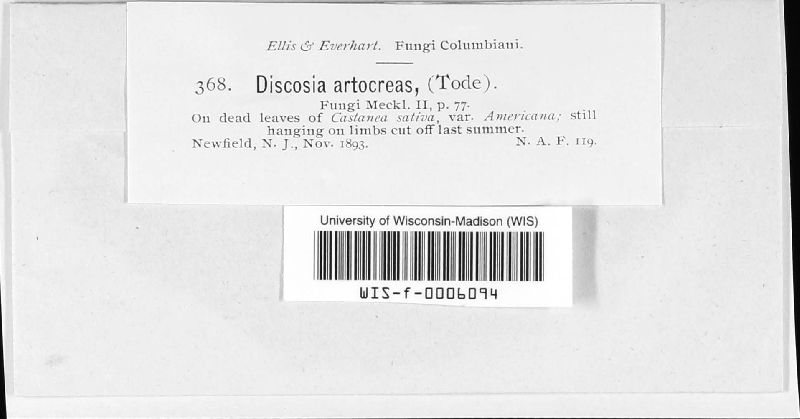 Ellis & Everhart. Fungi Columbiani.
368. Discosia artocreas, (Tode).
Fungi Meckl. II, p. 77.
On dead leaves of Castanea sativa, var. Americana; still
hanging on limbs cut off last summer.
Newfield, N. J., Nov. 1893. N. A. F. 119.
University of Wisconsin-Madison (WIS)
WIS-f-0006094